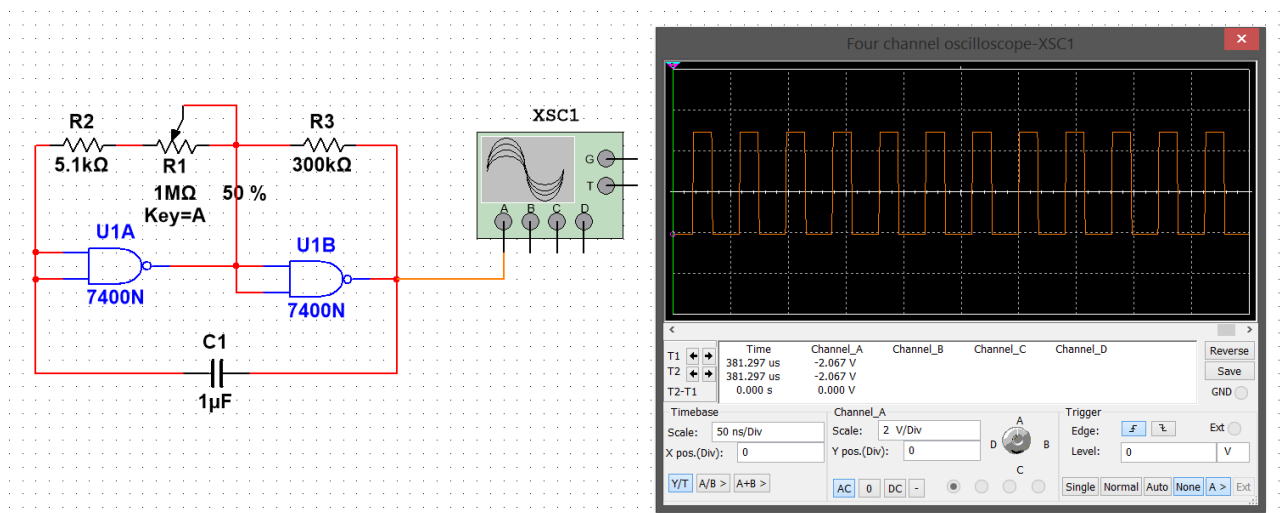 R2
5.1kΩ
R1
1MΩ
50 %
Key=A
R3
300kΩ
U1A
7400N
U1B
7400N
C1
1µF
XSC1
G
T
A B C D
Four channel oscilloscope-XSC1
Time Channel_A Channel_B Channel_C Channel_D
T1 381.297 us -2.067 V
T2 381.297 us -2.067 V
T2-T1 0.000 s 0.000 V
Reverse
Save
GND
Timebase
Scale: 50 ns/Div
X pos.(Div): 0
Y/T A/B > A+B >
Channel_A
Scale: 2 V/Div
Y pos.(Div): 0
AC 0 DC -
A
D B
C
Trigger
Edge: Ext
Level: 0 V
Single Normal Auto None A > Ext